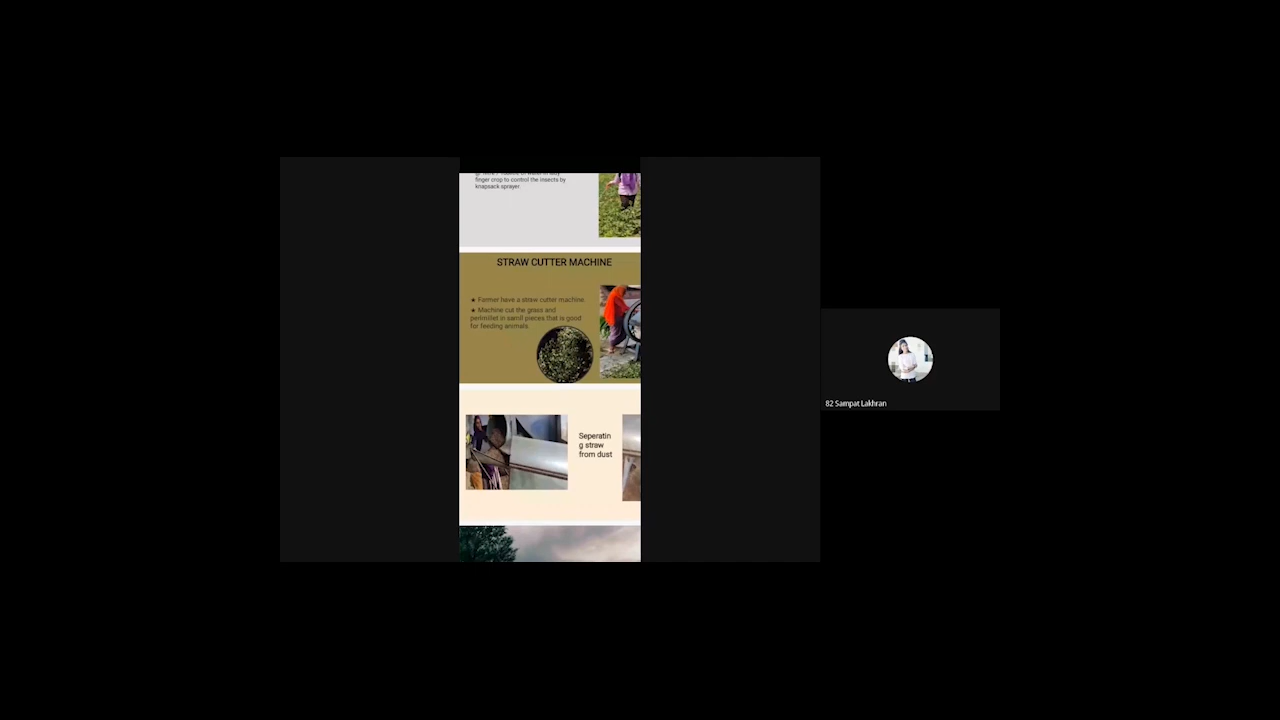 finger crop to control the insects by
knapsack sprayer.
STRAW CUTTER MACHINE
★ Farmer have a straw cutter machine.
★ Machine cut the grass and
perlmillet in samll pieces that is good
for feeding animals.
Seperatin
g straw
from dust
82 Sampat Lakhran